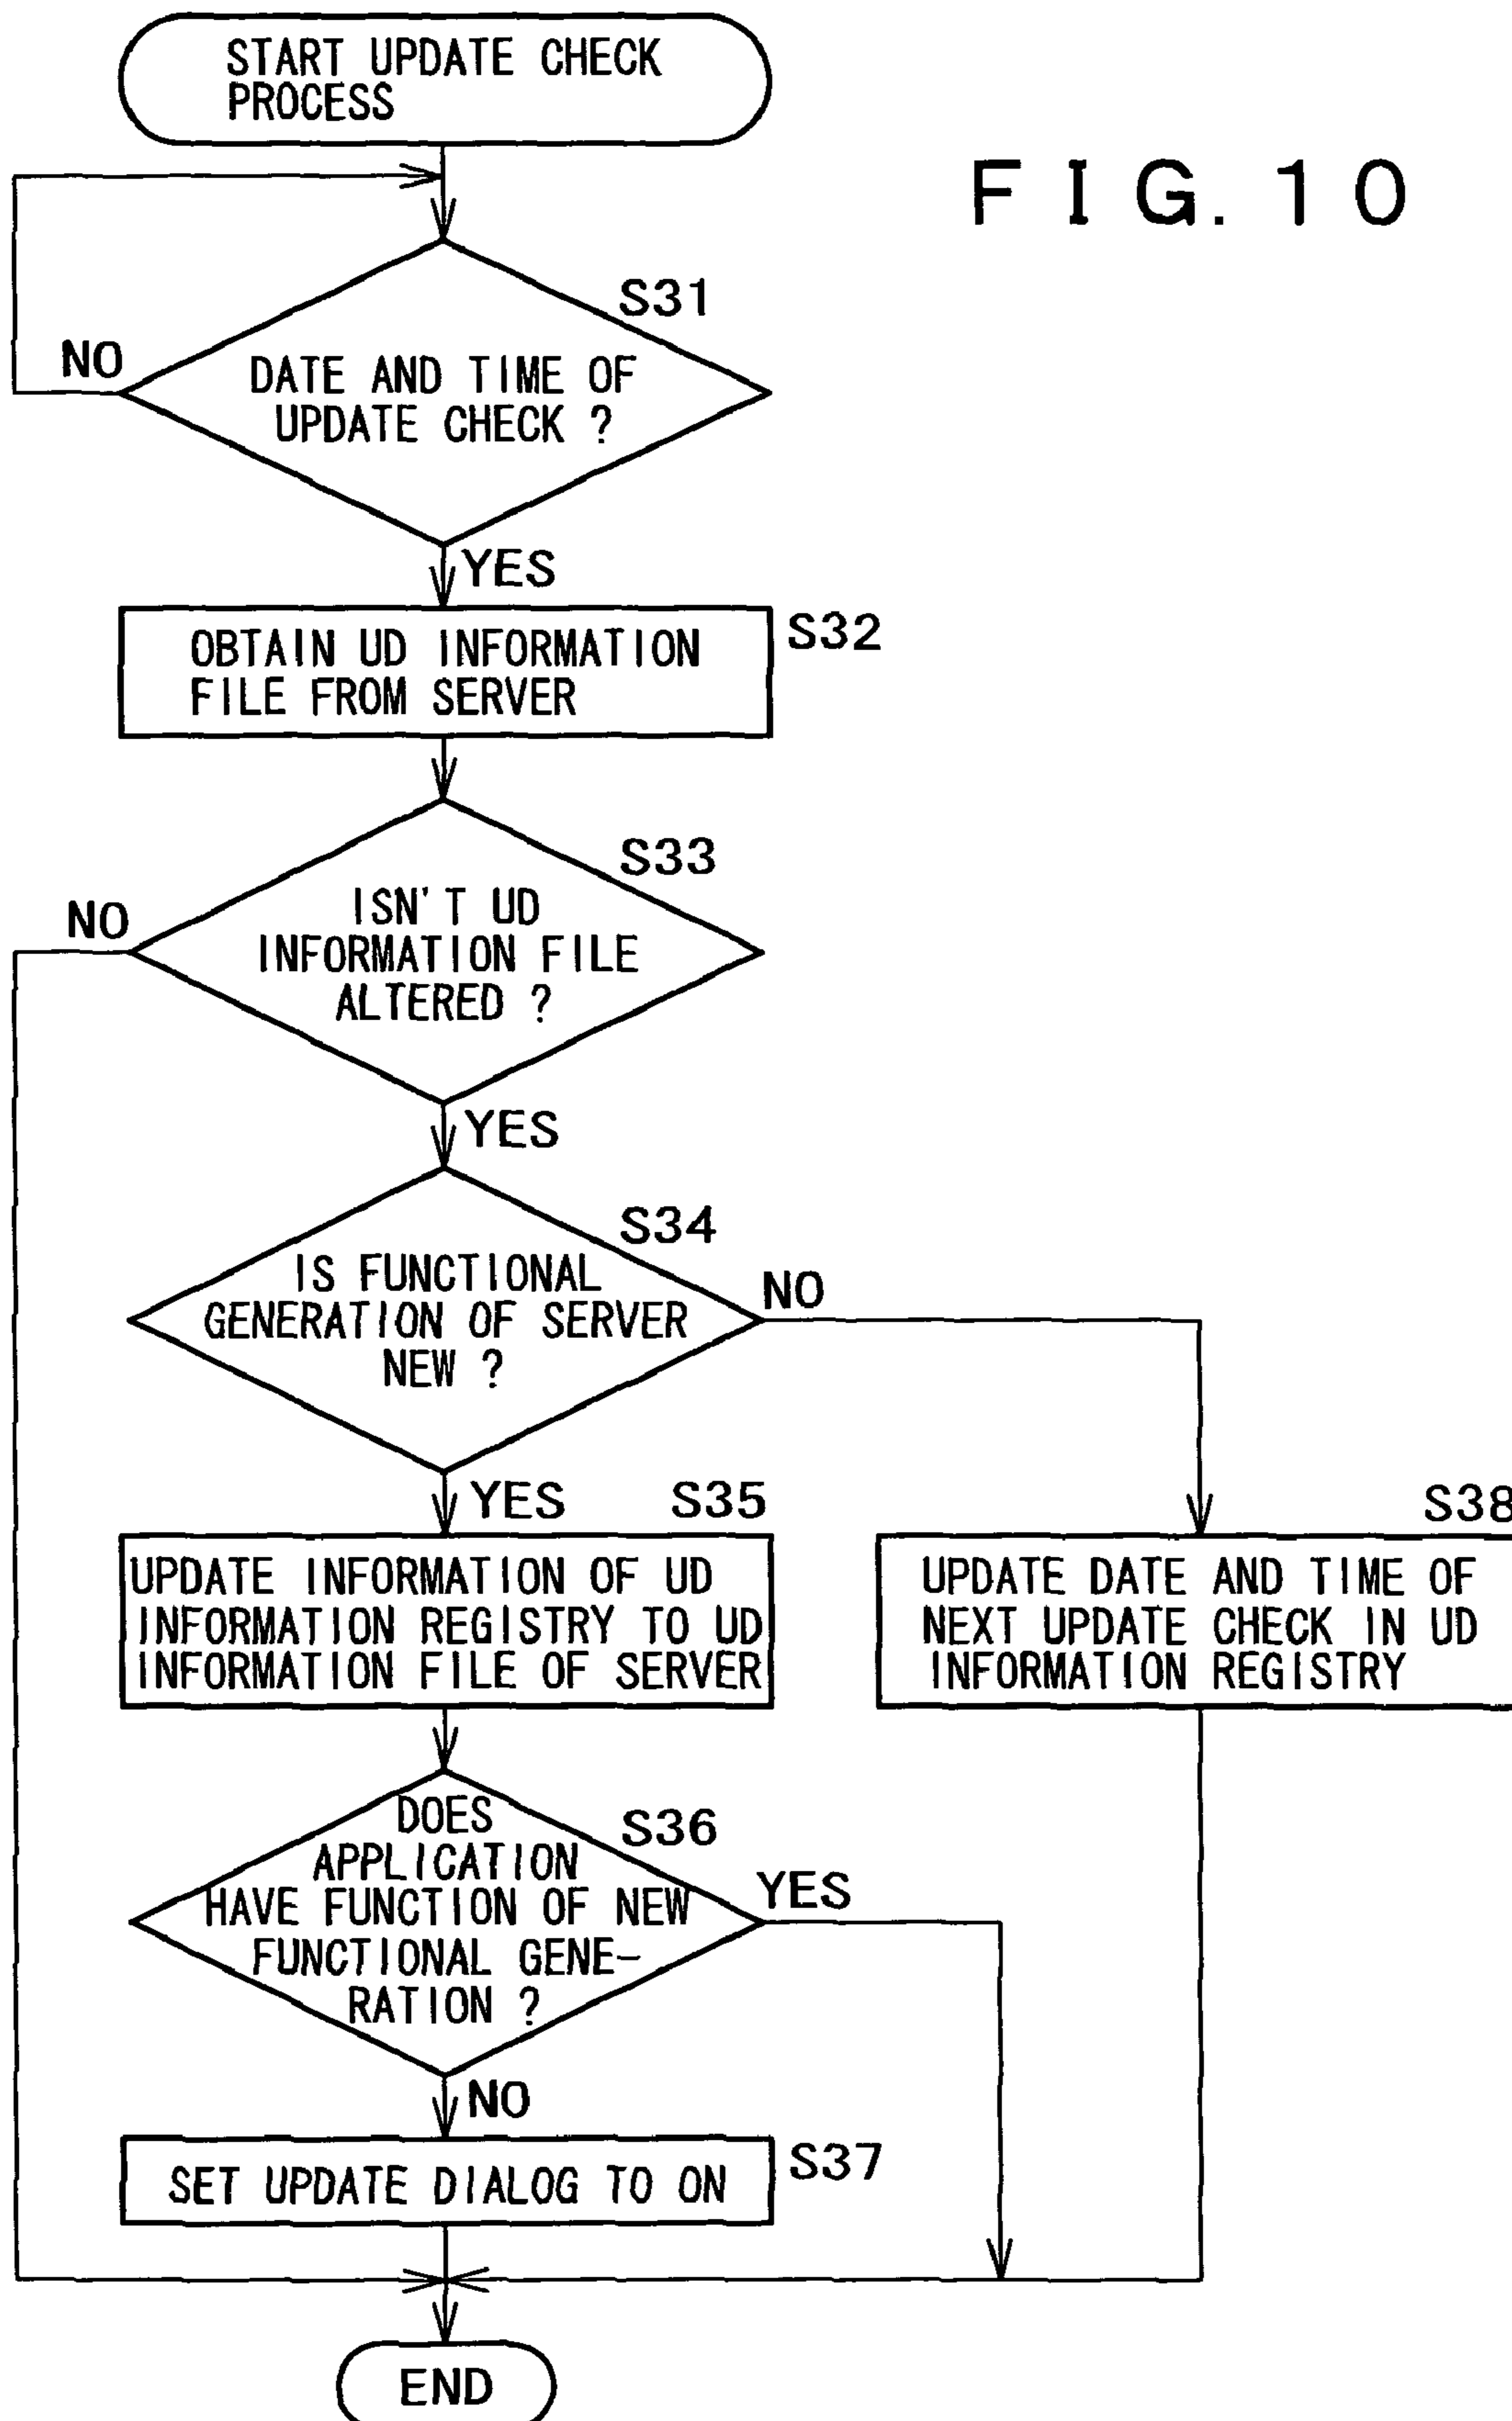 START UPDATE CHECK
PROCESS
FIG. 10
S31
NO
DATE AND TIME OF
UPDATE CHECK ?
YES
S32
OBTAIN UD INFORMATION
FILE FROM SERVER
S33
NO
ISN'T UD
INFORMATION FILE
ALTERED ?
YES
S34
IS FUNCTIONAL
GENERATION OF SERVER
NEW ?
NO
YES
S35
UPDATE INFORMATION OF UD
INFORMATION REGISTRY TO UD
INFORMATION FILE OF SERVER
S38
UPDATE DATE AND TIME OF
NEXT UPDATE CHECK IN UD
INFORMATION REGISTRY
DOES
APPLICATION
HAVE FUNCTION OF NEW
FUNCTIONAL GENE-
RATION ?
S36
YES
NO
S37
SET UPDATE DIALOG TO ON
END